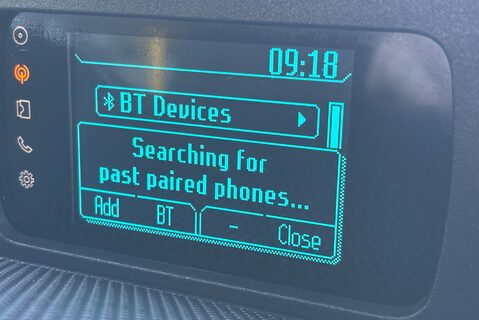 09:18
BT Devices
Searching for
past paired phones...
Add BT - Close